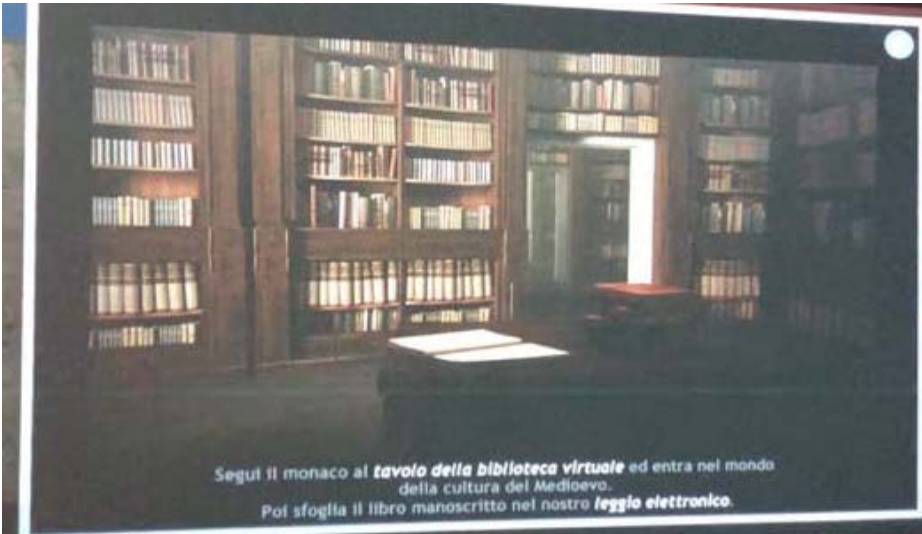 Segui il monaco al tavolo della biblioteca virtuale ed entra nel mondo
della cultura del Medioevo.
Poi sfoglia il libro manoscritto nel nostro leggio elettronico.